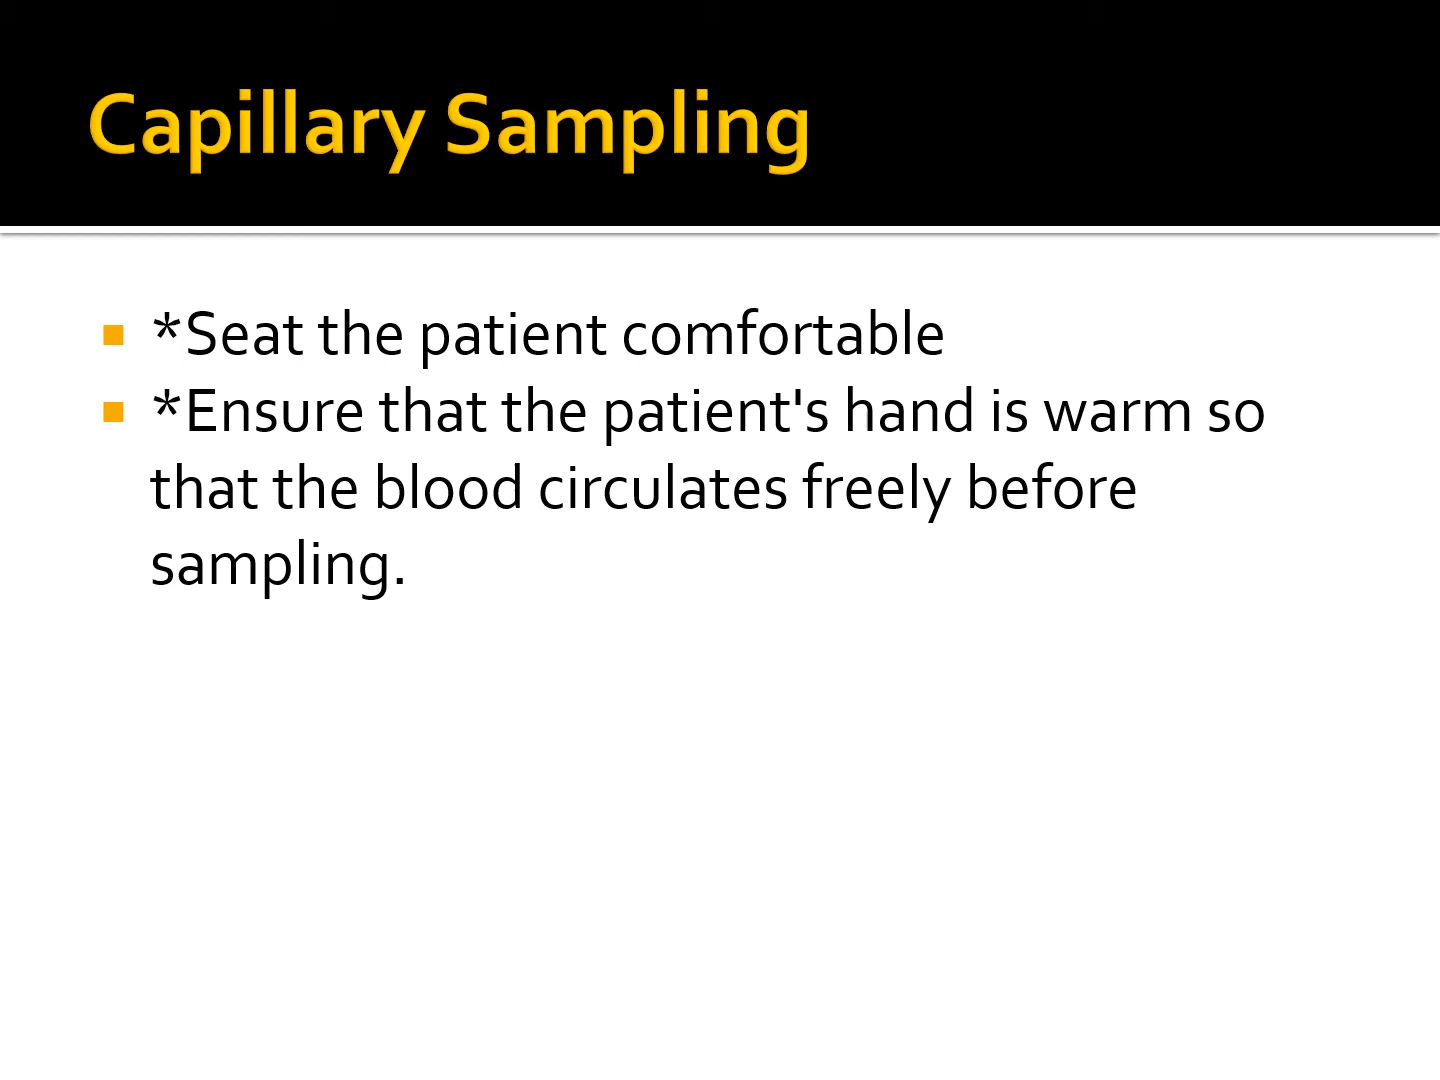 Capillary Sampling
*Seat the patient comfortable
*Ensure that the patient's hand is warm so
that the blood circulates freely before
sampling.